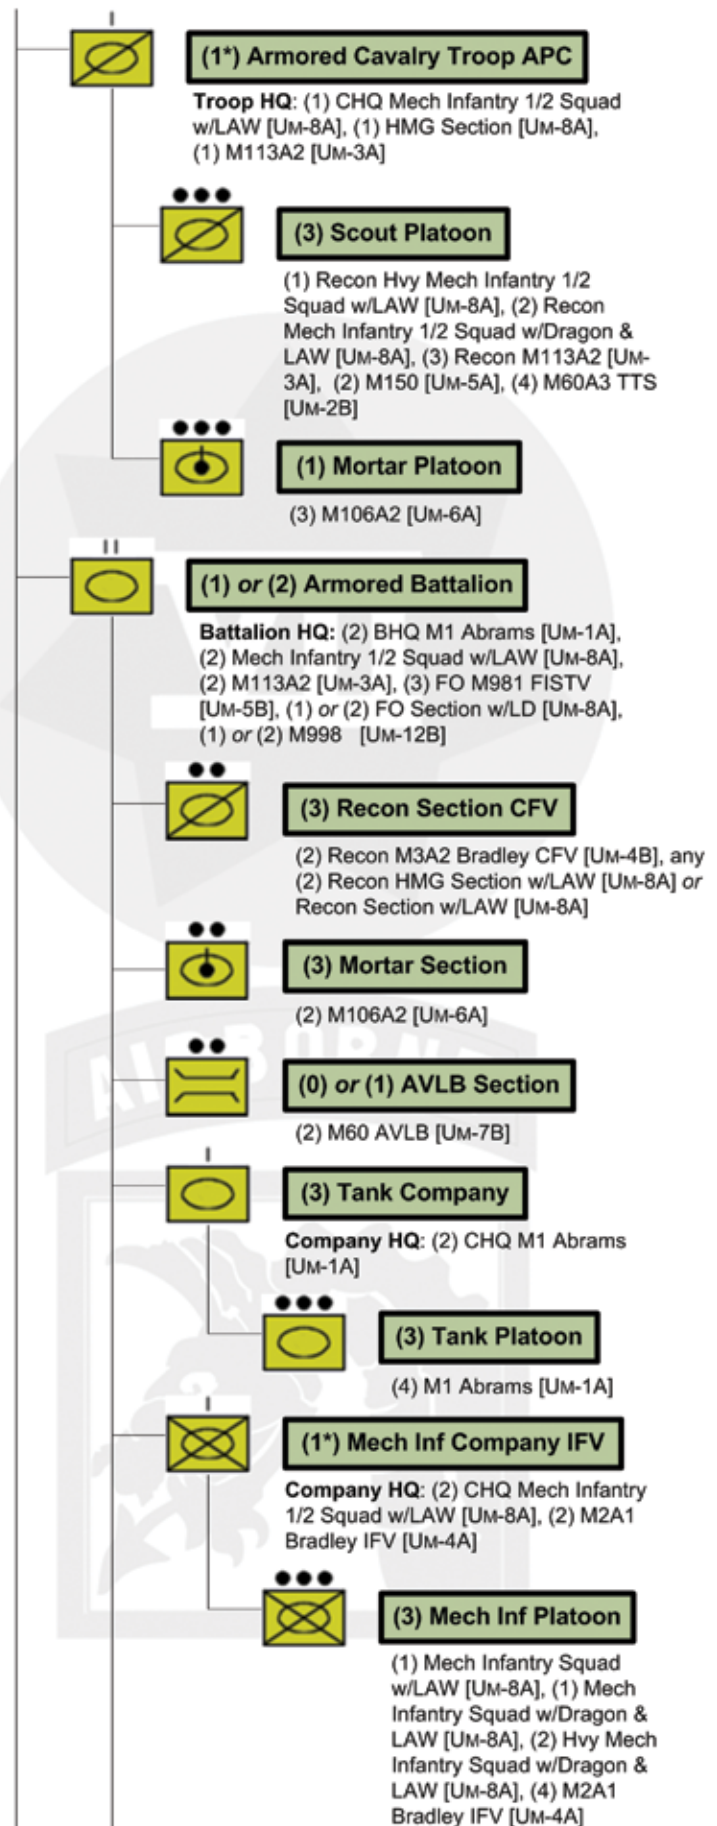 (1*) Armored Cavalry Troop APC
Troop HQ: (1) CHQ Mech Infantry 1/2 Squad
w/LAW [UM-8A], (1) HMG Section [UM-8A],
(1) M113A2 [UM-3A]
(3) Scout Platoon
(1) Recon Hvy Mech Infantry 1/2
Squad w/LAW [UM-8A], (2) Recon
Mech Infantry 1/2 Squad w/Dragon &
LAW [UM-8A], (3) Recon M113A2 [UM-
3A], (2) M150 [UM-5A], (4) M60A3 TTS
[UM-2B]
(1) Mortar Platoon
(3) M106A2 [UM-6A]
(1) or (2) Armored Battalion
Battalion HQ: (2) BHQ M1 Abrams [UM-1A],
(2) Mech Infantry 1/2 Squad w/LAW [UM-8A],
(2) M113A2 [UM-3A], (3) FO M981 FISTV
[UM-5B], (1) or (2) FO Section w/LD [UM-8A],
(1) or (2) M998 [UM-12B]
(3) Recon Section CFV
(2) Recon M3A2 Bradley CFV [UM-4B], any
(2) Recon HMG Section w/LAW [UM-8A] or
Recon Section w/LAW [UM-8A]
(3) Mortar Section
(2) M106A2 [UM-6A]
AIRBORNE
(0) or (1) AVLB Section
(2) M60 AVLB [UM-7B]
(3) Tank Company
Company HQ: (2) CHQ M1 Abrams
[UM-1A]
(3) Tank Platoon
(4) M1 Abrams [UM-1A]
(1*) Mech Inf Company IFV
Company HQ: (2) CHQ Mech Infantry
1/2 Squad w/LAW [UM-8A], (2) M2A1
Bradley IFV [UM-4A]
(3) Mech Inf Platoon
(1) Mech Infantry Squad
w/LAW [UM-8A], (1) Mech
Infantry Squad w/Dragon &
LAW [UM-8A], (2) Hvy Mech
Infantry Squad w/Dragon &
LAW [UM-8A], (4) M2A1
Bradley IFV [UM-4A]